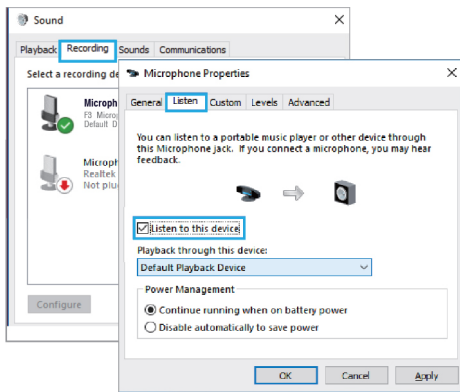 Sound
Playback Recording Sounds Communications
Select a recording de
Microph
F3 Micro
Default D
Microph
Realtek
Not plu
Configure
Microphone Properties
General Listen Custom Levels Advanced
You can listen to a portable music player or other device through
this Microphone jack. If you connect a microphone, you may hear
feedback.
Listen to this device
Playback through this device:
Default Playback Device
Power Management
Continue running when on battery power
Disable automatically to save power
OK Cancel Apply